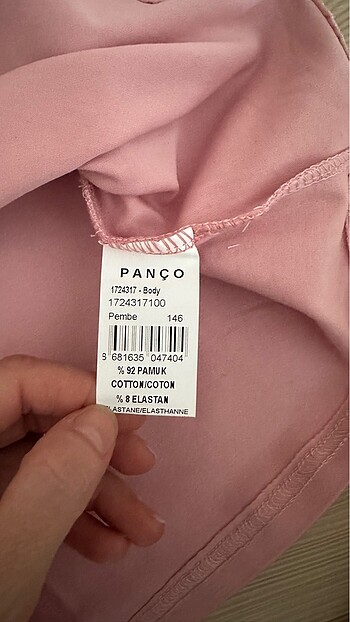 PANÇO
1724317 - Body
1724317100
Pembe 146
8 681635 047404
% 92 PAMUK
COTTON/COTON
% 8 ELASTAN
ELASTANE/ELASTHANNE